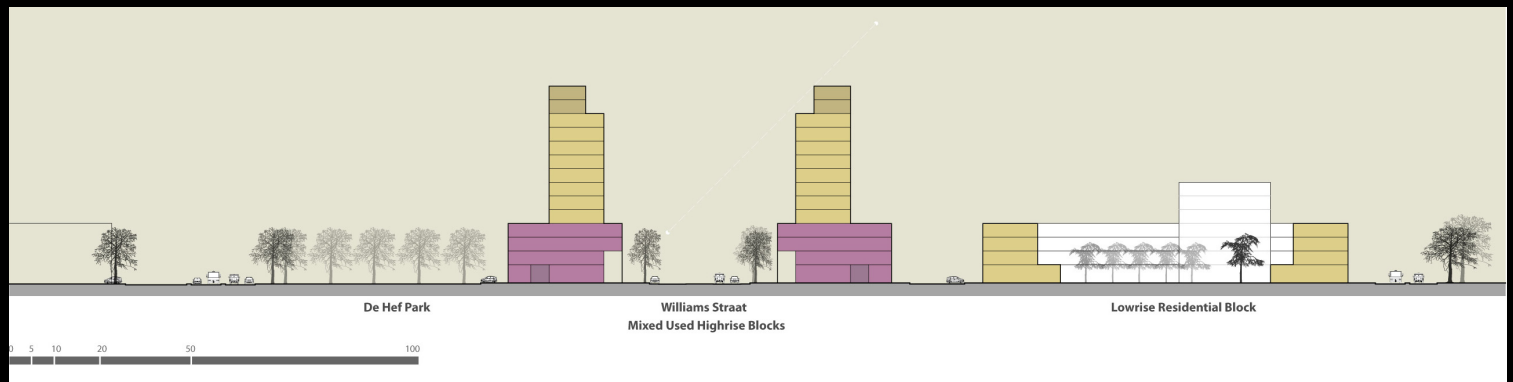 De Hef Park
Williams Straat
Mixed Used Highrise Blocks
Lowrise Residential Block
0 5 10 20 50 100